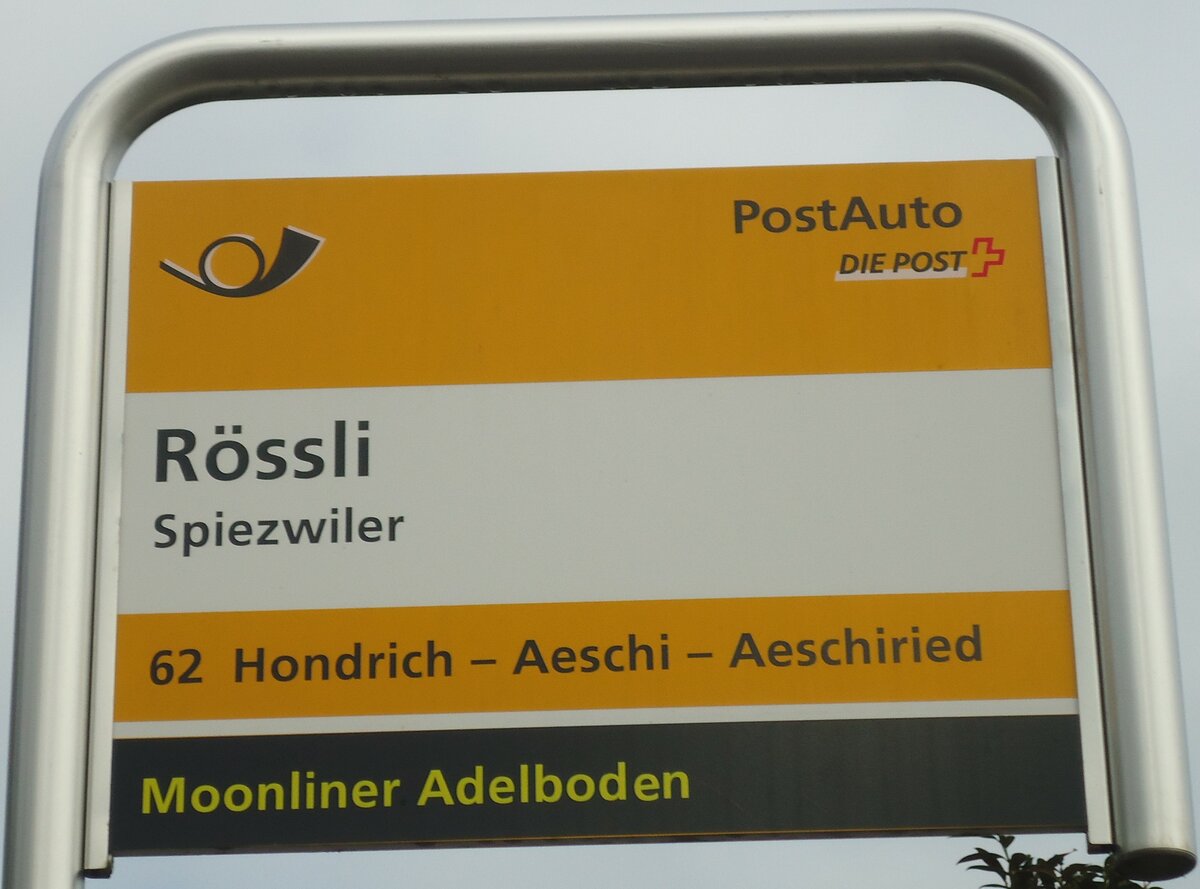 PostAuto
DIE POST
Rössli
Spiezwiler
62 Hondrich – Aeschi – Aeschiried
Moonliner Adelboden